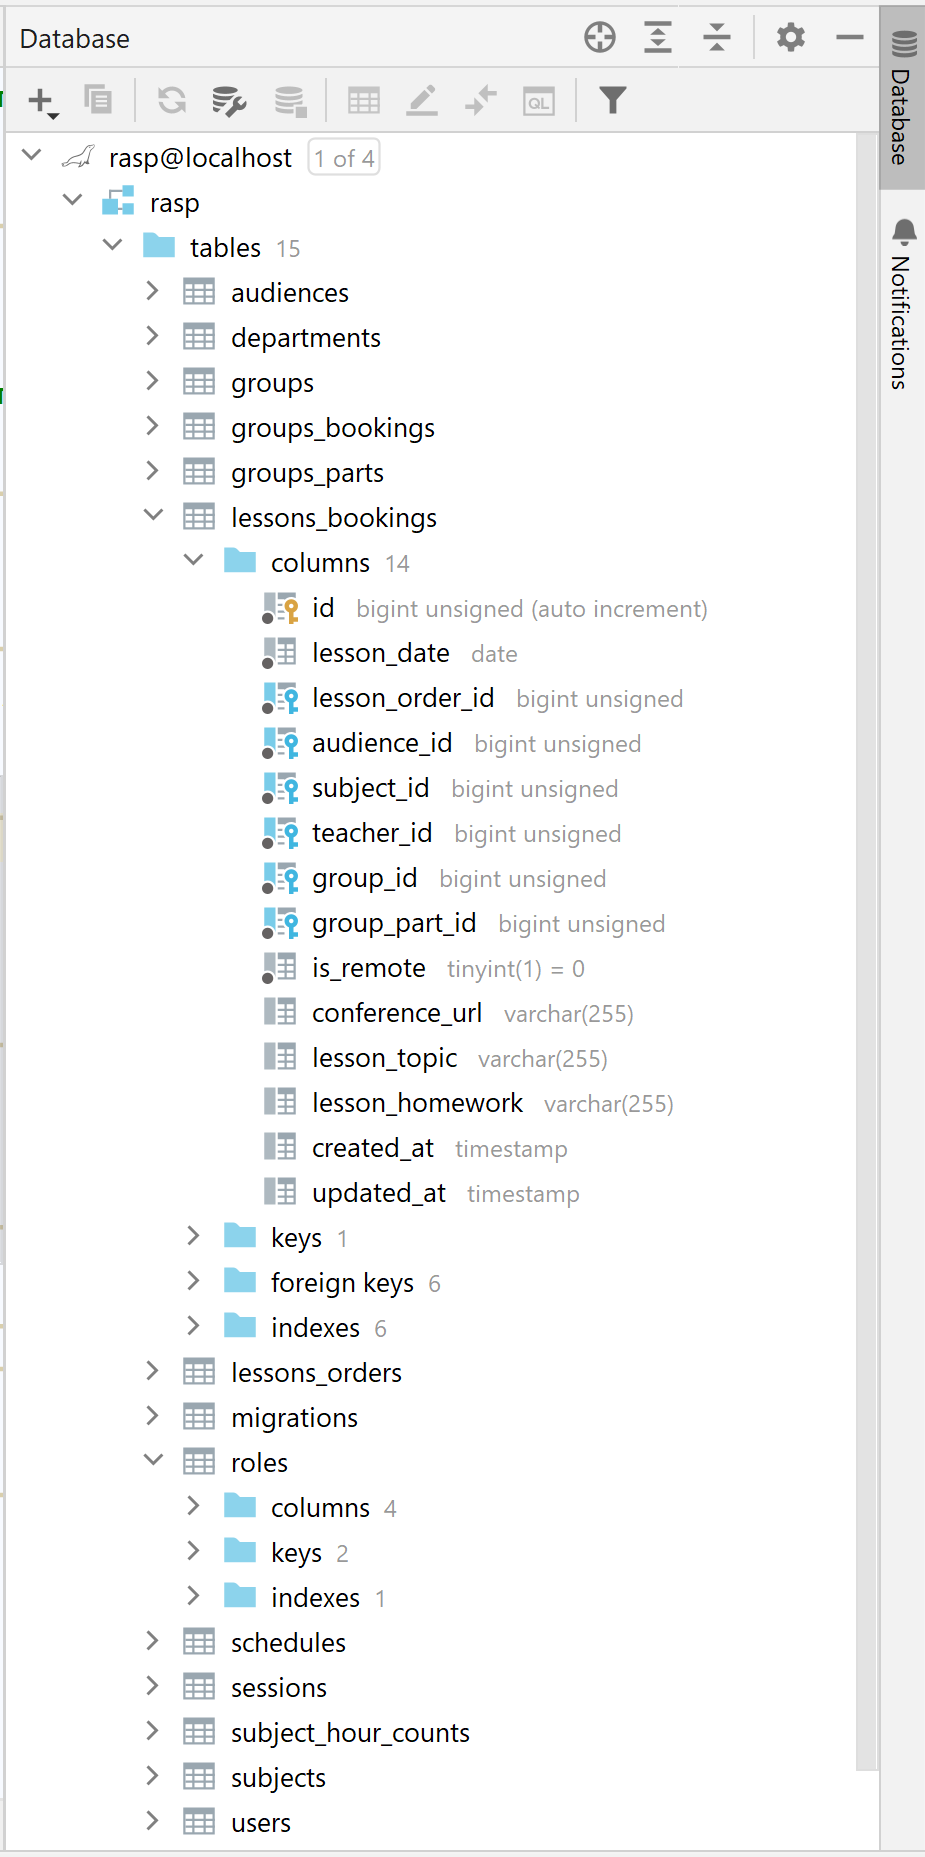 Database
QL
rasp@localhost 1 of 4
rasp
tables 15
audiences
departments
groups
groups_bookings
groups_parts
lessons_bookings
columns 14
id bigint unsigned (auto increment)
lesson_date date
lesson_order_id bigint unsigned
audience_id bigint unsigned
subject_id bigint unsigned
teacher_id bigint unsigned
group_id bigint unsigned
group_part_id bigint unsigned
is_remote tinyint(1) = 0
conference_url varchar(255)
lesson_topic varchar(255)
lesson_homework varchar(255)
created_at timestamp
updated_at timestamp
keys 1
foreign keys 6
indexes 6
lessons_orders
migrations
roles
columns 4
keys 2
indexes 1
schedules
sessions
subject_hour_counts
subjects
users
Database
Notifications